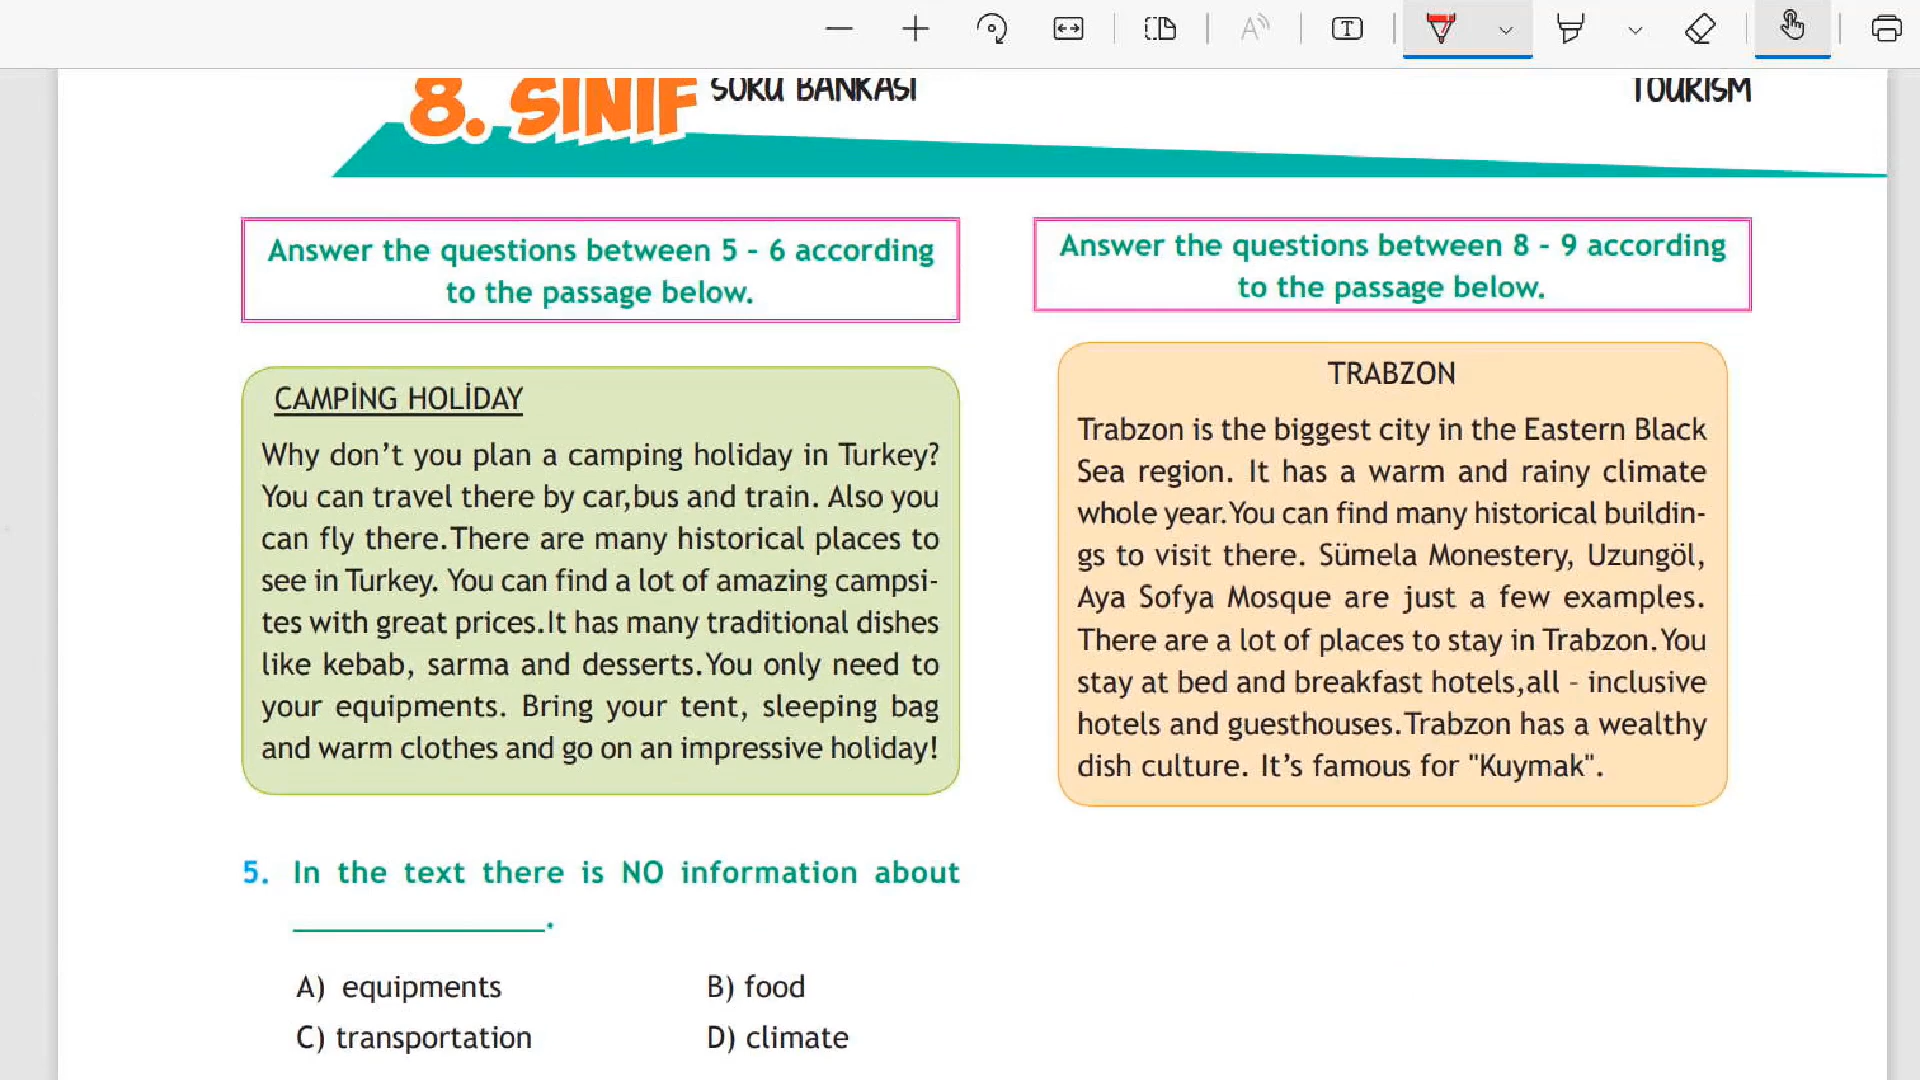 8. SINIF SORU BANKASI
TOURISM
Answer the questions between 5 - 6 according
to the passage below.
CAMPİNG HOLİDAY
Why don't you plan a camping holiday in Turkey?
You can travel there by car,bus and train. Also you
can fly there.There are many historical places to
see in Turkey. You can find a lot of amazing campsi-
tes with great prices.It has many traditional dishes
like kebab, sarma and desserts.You only need to
your equipments. Bring your tent, sleeping bag
and warm clothes and go on an impressive holiday!
5. In the text there is NO information about
____________.
A) equipments
B) food
C) transportation
D) climate
Answer the questions between 8 - 9 according
to the passage below.
TRABZON
Trabzon is the biggest city in the Eastern Black
Sea region. It has a warm and rainy climate
whole year.You can find many historical buildin-
gs to visit there. Sümela Monestery, Uzungöl,
Aya Sofya Mosque are just a few examples.
There are a lot of places to stay in Trabzon.You
stay at bed and breakfast hotels,all - inclusive
hotels and guesthouses.Trabzon has a wealthy
dish culture. It's famous for "Kuymak".